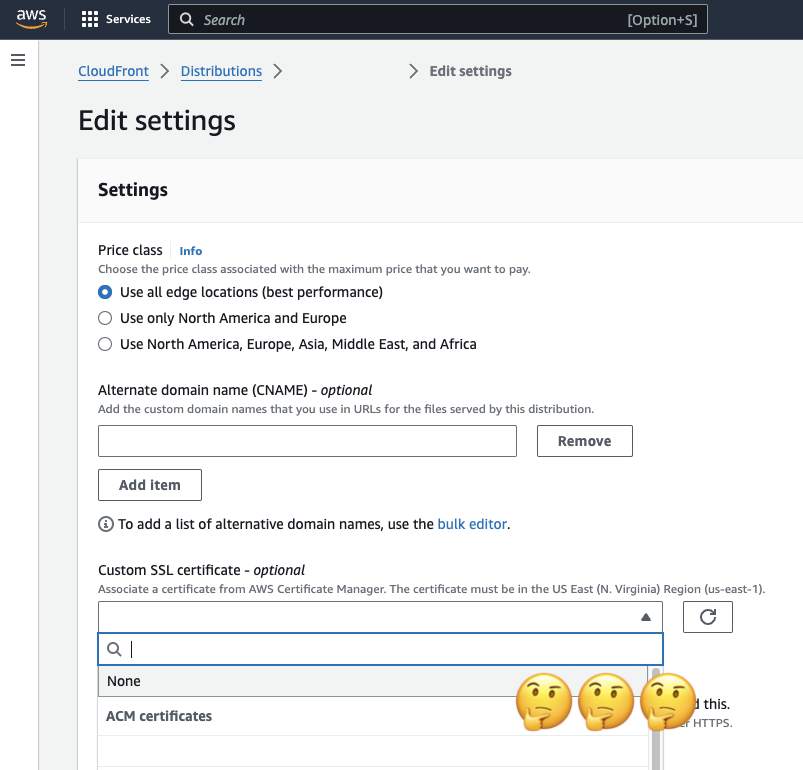 aws
Services
Search
[Option+S]
CloudFront
Distributions
Edit settings
Edit settings
Settings
Price class
Info
Choose the price class associated with the maximum price that you want to pay.
Use all edge locations (best performance)
Use only North America and Europe
Use North America, Europe, Asia, Middle East, and Africa
Alternate domain name (CNAME) - optional
Add the custom domain names that you use in URLs for the files served by this distribution.
Remove
Add item
To add a list of alternative domain names, use the bulk editor.
Custom SSL certificate - optional
Associate a certificate from AWS Certificate Manager. The certificate must be in the US East (N. Virginia) Region (us-east-1).
None
this.
HTTPS.
ACM certificates